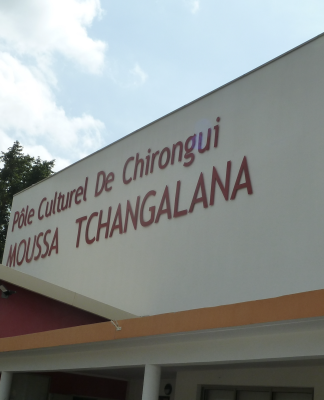 Pôle Culturel De Chirongui
MOUSSA TCHANGALANA